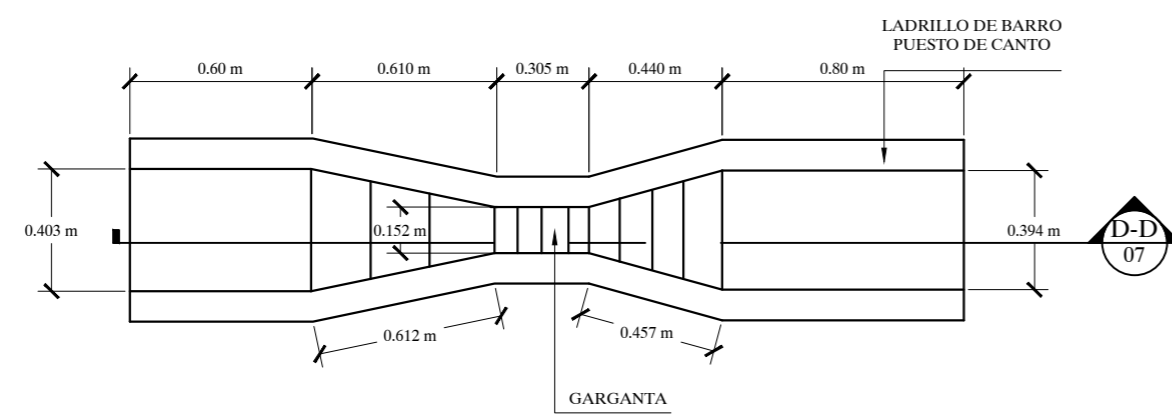 LADRILLO DE BARRO
PUESTO DE CANTO
0.60 m
0.610 m
0.305 m
0.440 m
0.80 m
0.403 m
0.152 m
0.394 m
D-D
07
0.612 m
0.457 m
GARGANTA